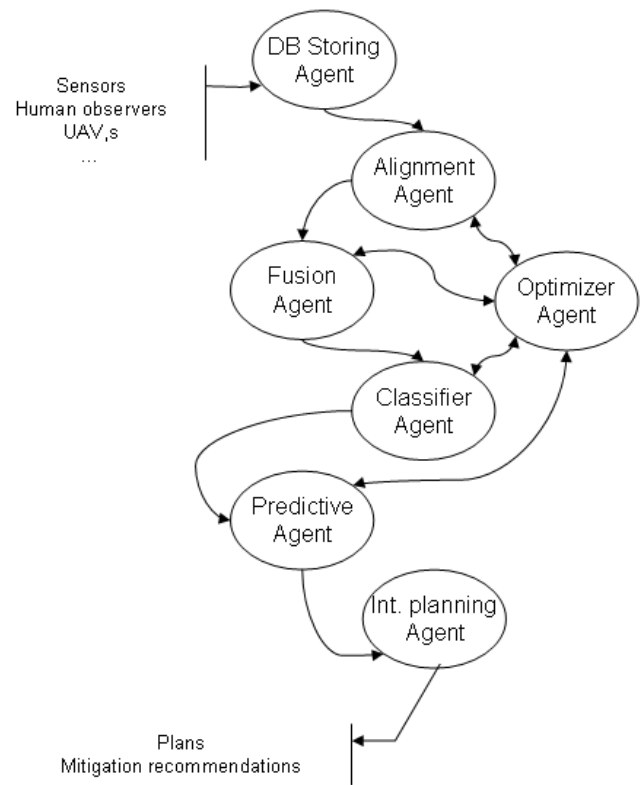 DB Storing
Agent
Sensors
Human observers
UAV,s
...
Alignment
Agent
Fusion
Agent
Optimizer
Agent
Classifier
Agent
Predictive
Agent
Int. planning
Agent
Plans
Mitigation recommendations